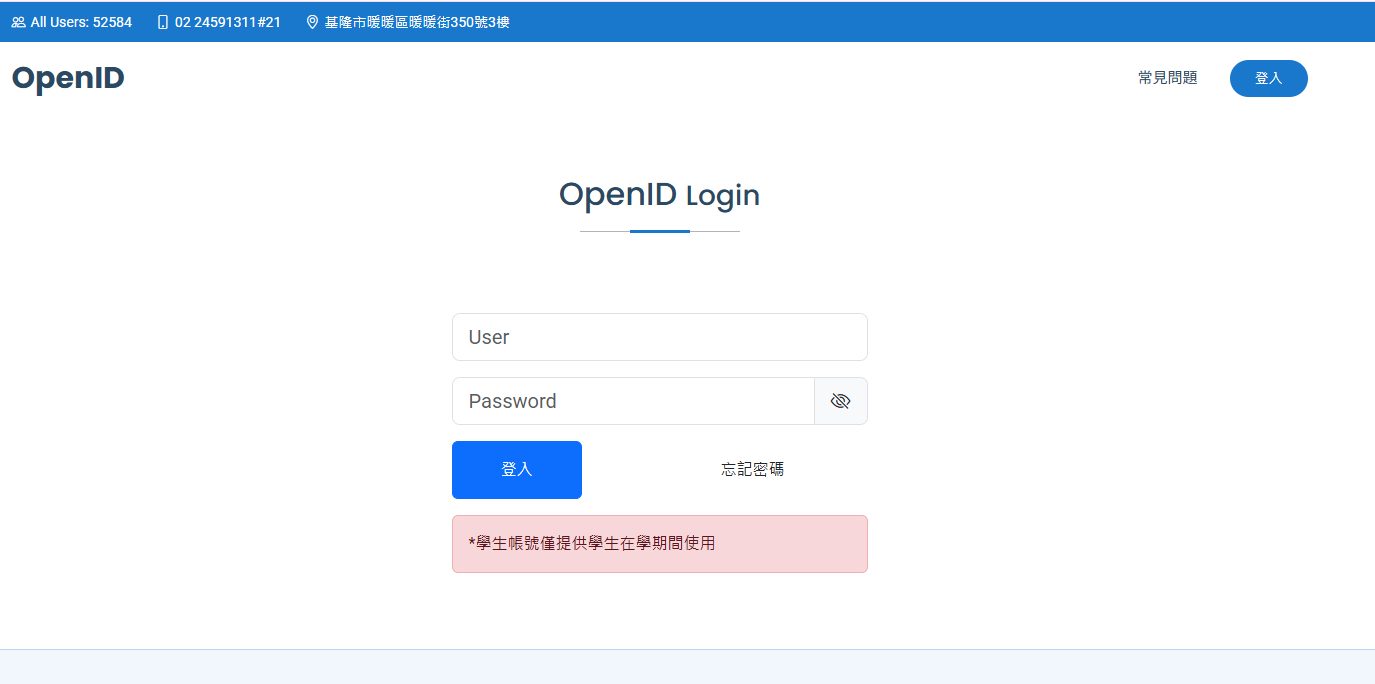 All Users: 52584 02 24591311#21 基隆市暖暖區暖暖街350號3樓
OpenID 常見問題 登入
OpenID Login
User
Password
登入 忘記密碼
*學生帳號僅提供學生在學期間使用